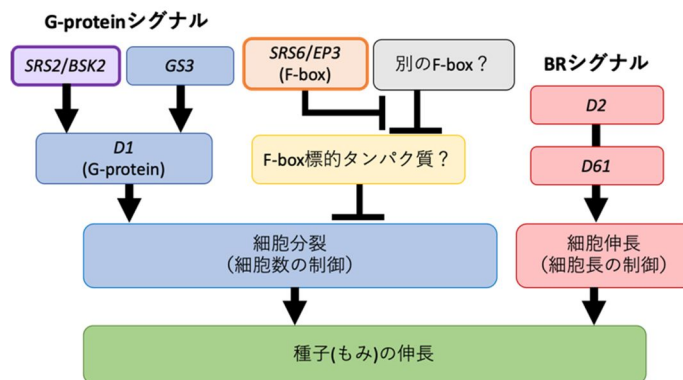 G-proteinシグナル
SRS2/BSK2
GS3
SRS6/EP3
(F-box)
別のF-box？
BRシグナル
D2
D1
(G-protein)
F-box標的タンパク質？
D61
細胞分裂
（細胞数の制御）
細胞伸長
（細胞長の制御）
種子(もみ)の伸長